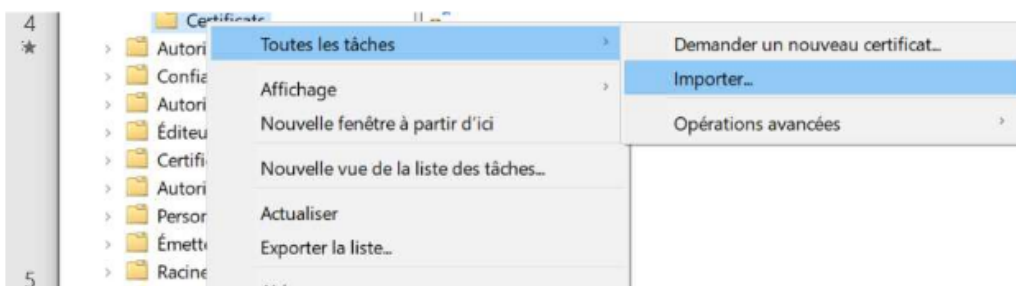 4
Certificats
Autori
Confia
Autori
Éditeu
Certifi
Autori
Person
Émette
Racine
5
Toutes les tâches
Affichage
Nouvelle fenêtre à partir d'ici
Nouvelle vue de la liste des tâches...
Actualiser
Exporter la liste...
Demander un nouveau certificat...
Importer...
Opérations avancées